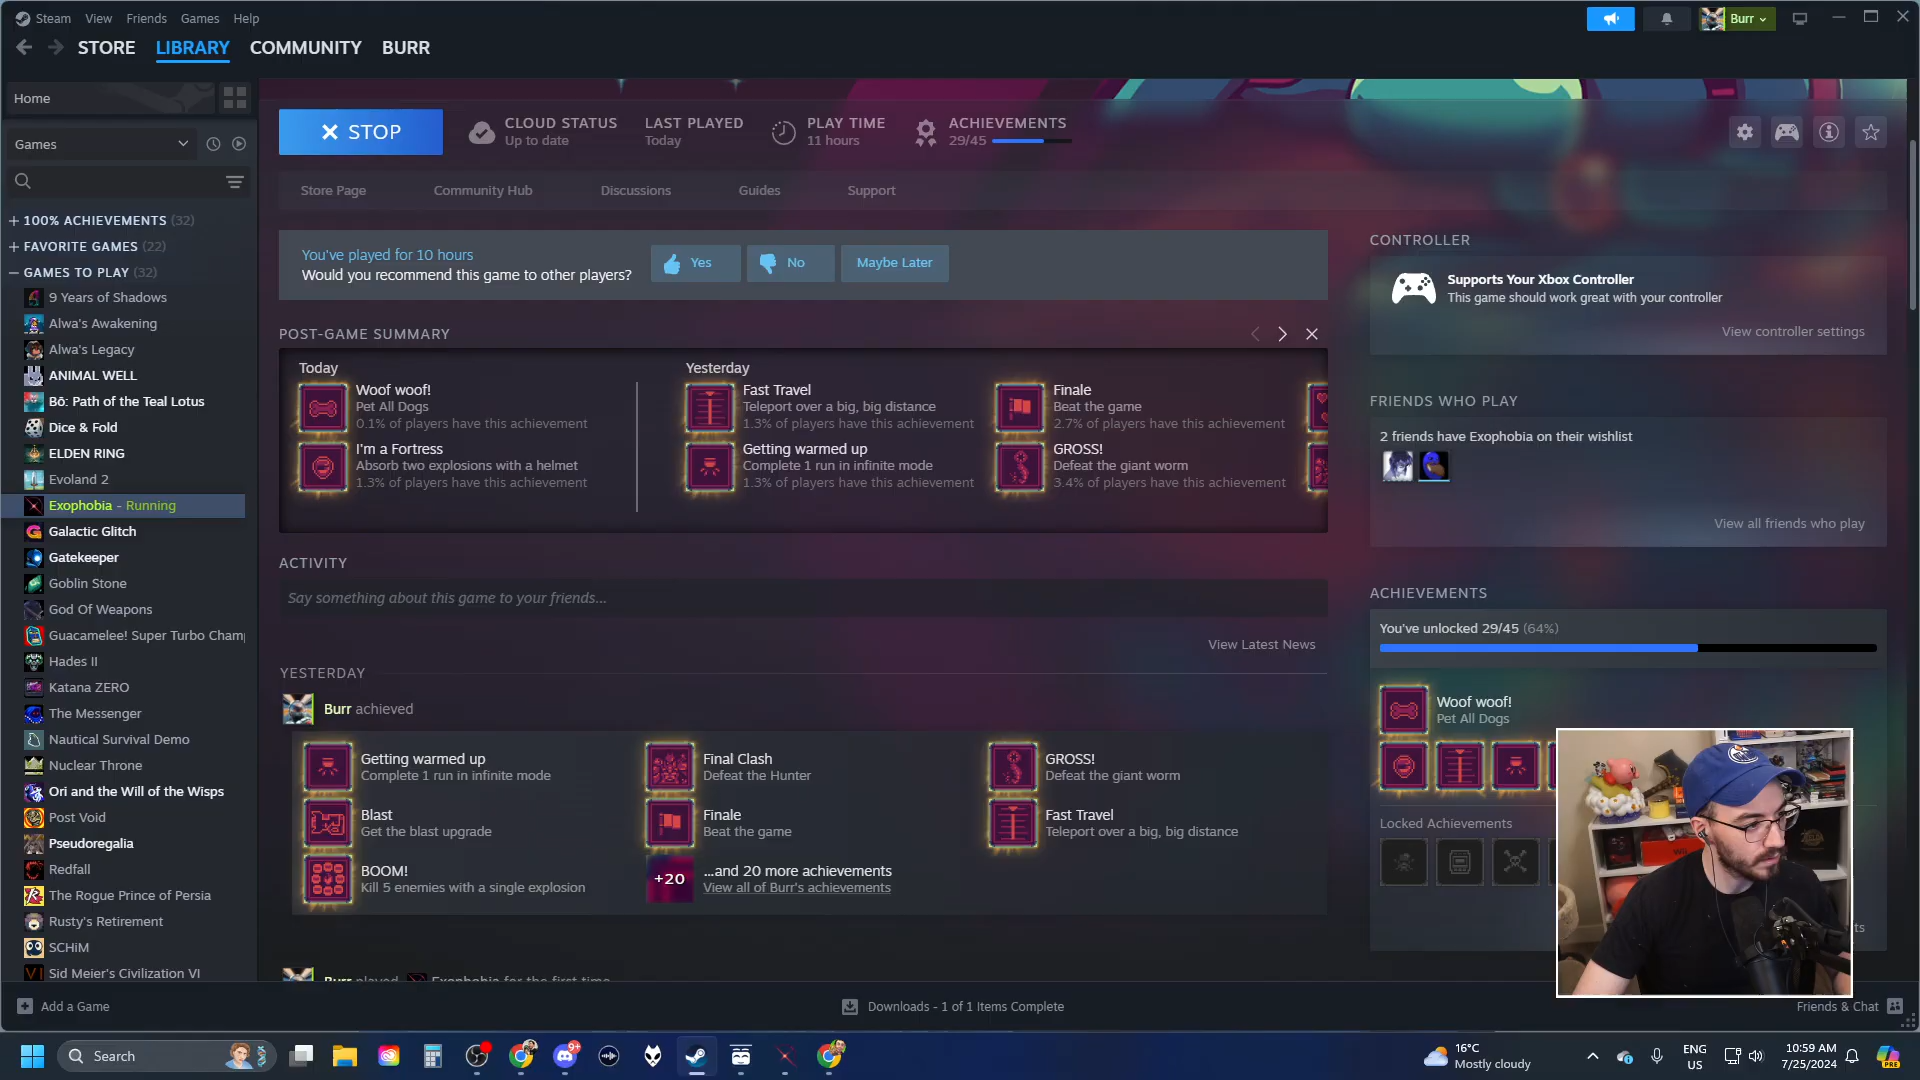 Steam View Friends Games Help
Burr
STORE LIBRARY COMMUNITY BURR
Home
Games
+ 100% ACHIEVEMENTS (32)
+ FAVORITE GAMES (22)
− GAMES TO PLAY (32)
9 Years of Shadows
Alwa's Awakening
Alwa's Legacy
ANIMAL WELL
Bō: Path of the Teal Lotus
Dice & Fold
ELDEN RING
Evoland 2
Exophobia - Running
Galactic Glitch
Gatekeeper
Goblin Stone
God Of Weapons
Guacamelee! Super Turbo Cham
Hades II
Katana ZERO
The Messenger
Nautical Survival Demo
Nuclear Throne
Ori and the Will of the Wisps
Post Void
Pseudoregalia
Redfall
The Rogue Prince of Persia
Rusty's Retirement
SCHiM
Sid Meier's Civilization VI
Add a Game
STOP
CLOUD STATUS
Up to date
LAST PLAYED
Today
PLAY TIME
11 hours
ACHIEVEMENTS
29/45
Store Page Community Hub Discussions Guides Support
You've played for 10 hours
Would you recommend this game to other players?
Yes
No
Maybe Later
POST-GAME SUMMARY
Today
Woof woof!
Pet All Dogs
0.1% of players have this achievement
I'm a Fortress
Absorb two explosions with a helmet
1.3% of players have this achievement
Yesterday
Fast Travel
Teleport over a big, big distance
1.3% of players have this achievement
Getting warmed up
Complete 1 run in infinite mode
1.3% of players have this achievement
Finale
Beat the game
2.7% of players have this achievement
GROSS!
Defeat the giant worm
3.4% of players have this achievement
ACTIVITY
Say something about this game to your friends...
View Latest News
YESTERDAY
Burr achieved
Getting warmed up
Complete 1 run in infinite mode
Final Clash
Defeat the Hunter
GROSS!
Defeat the giant worm
Blast
Get the blast upgrade
Finale
Beat the game
Fast Travel
Teleport over a big, big distance
BOOM!
Kill 5 enemies with a single explosion
+20
...and 20 more achievements
View all of Burr's achievements
Burr played Exophobia for the first time
CONTROLLER
Supports Your Xbox Controller
This game should work great with your controller
View controller settings
FRIENDS WHO PLAY
2 friends have Exophobia on their wishlist
View all friends who play
ACHIEVEMENTS
You've unlocked 29/45 (64%)
Woof woof!
Pet All Dogs
Locked Achievements
ts
Wii
Downloads - 1 of 1 Items Complete
Friends & Chat
Search
9+
16°C
Mostly cloudy
ENG
US
10:59 AM
7/25/2024
PRE